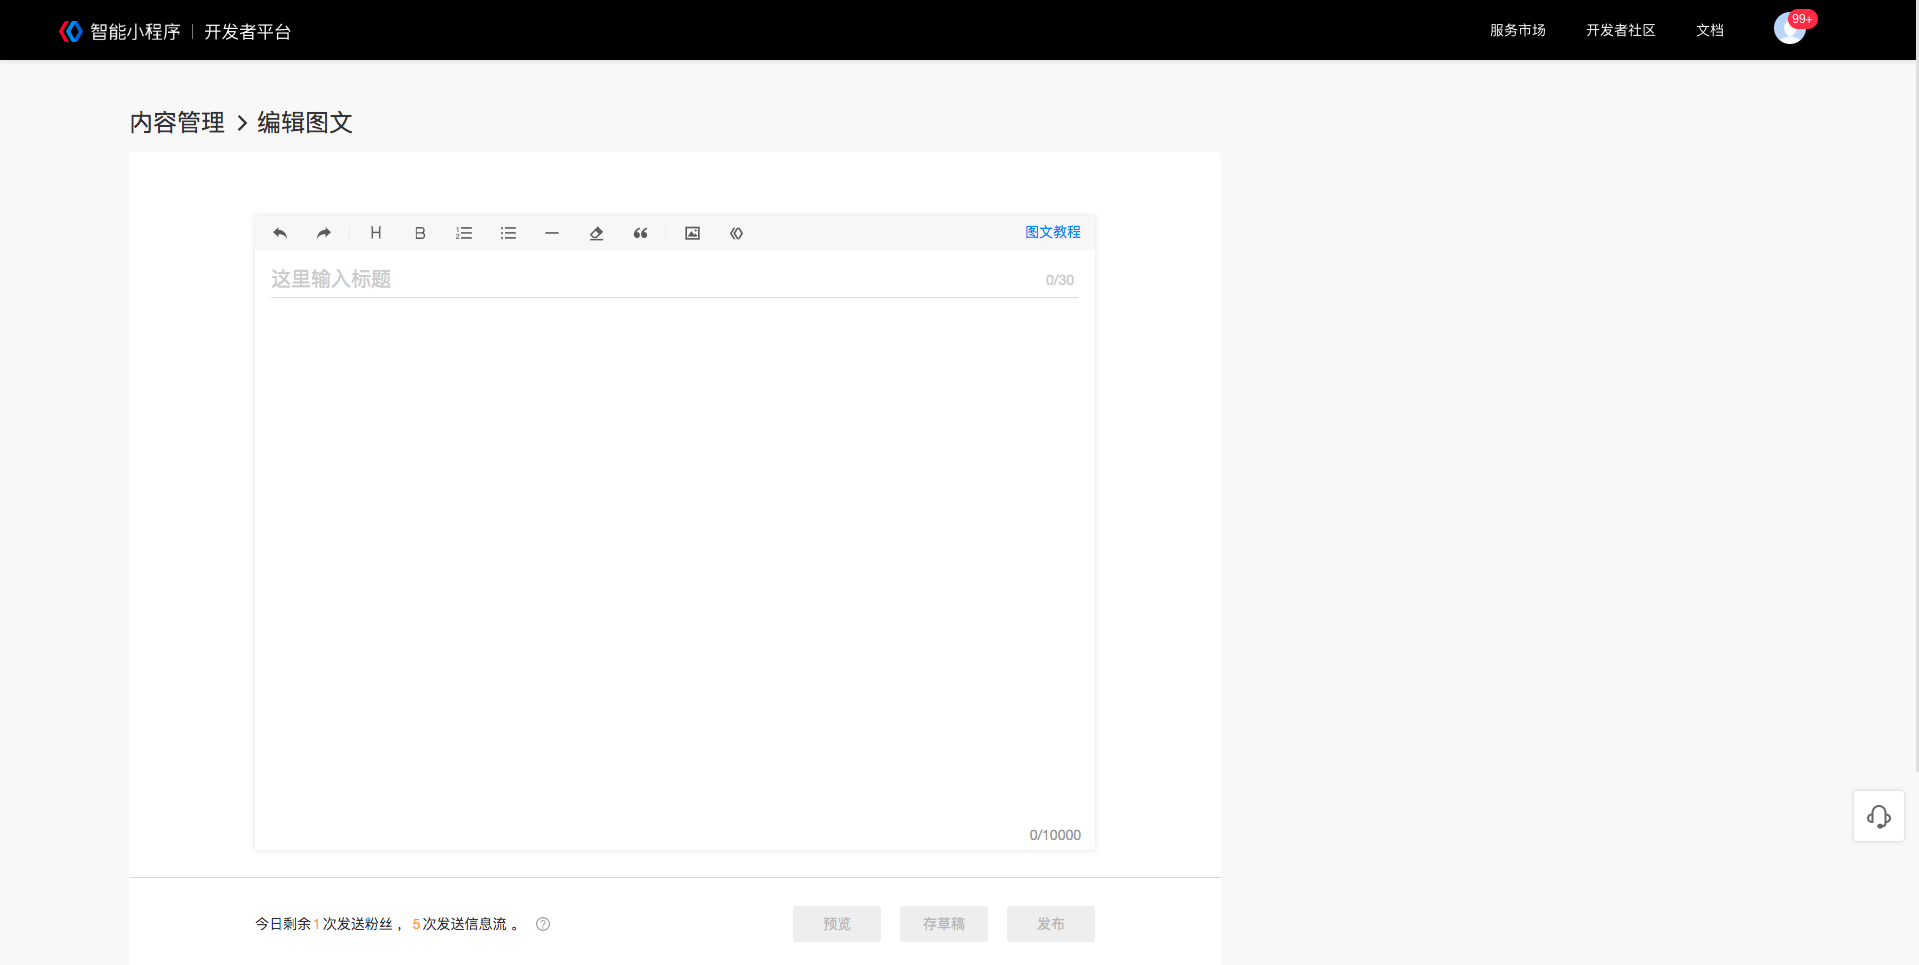 智能小程序 | 开发者平台 服务市场 开发者社区 文档 99+
内容管理 > 编辑图文
H B 图文教程
这里输入标题 0/30
0/10000
今日剩余1次发送粉丝，5次发送信息流。 预览 存草稿 发布